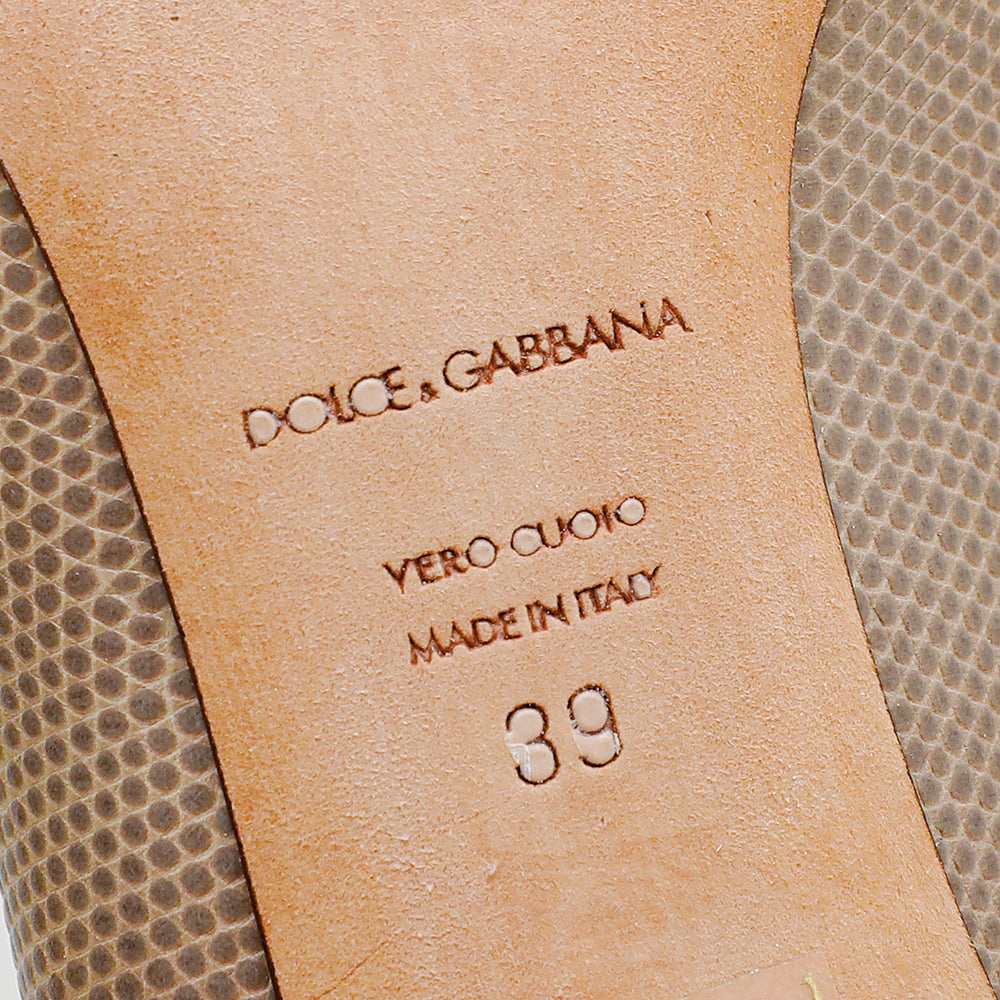 DOLCE & GABBANA
VERO CUOIO
MADE IN ITALY
39